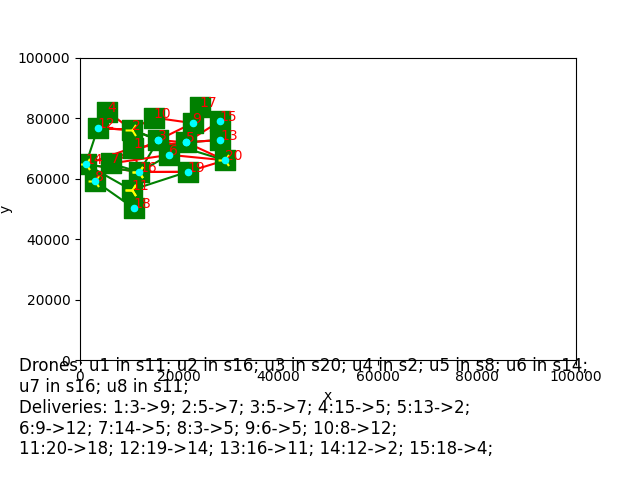 100000
80000
60000
40000
20000
0
0 20000 40000 60000 80000 100000
x
y
17
10
15
13
20
18
Drones: u1 in s11; u2 in s16; u3 in s20; u4 in s2; u5 in s8; u6 in s14;
u7 in s16; u8 in s11;
Deliveries: 1:3->9; 2:5->7; 3:5->7; 4:15->5; 5:13->2;
6:9->12; 7:14->5; 8:3->5; 9:6->5; 10:8->12;
11:20->18; 12:19->14; 13:16->11; 14:12->2; 15:18->4;